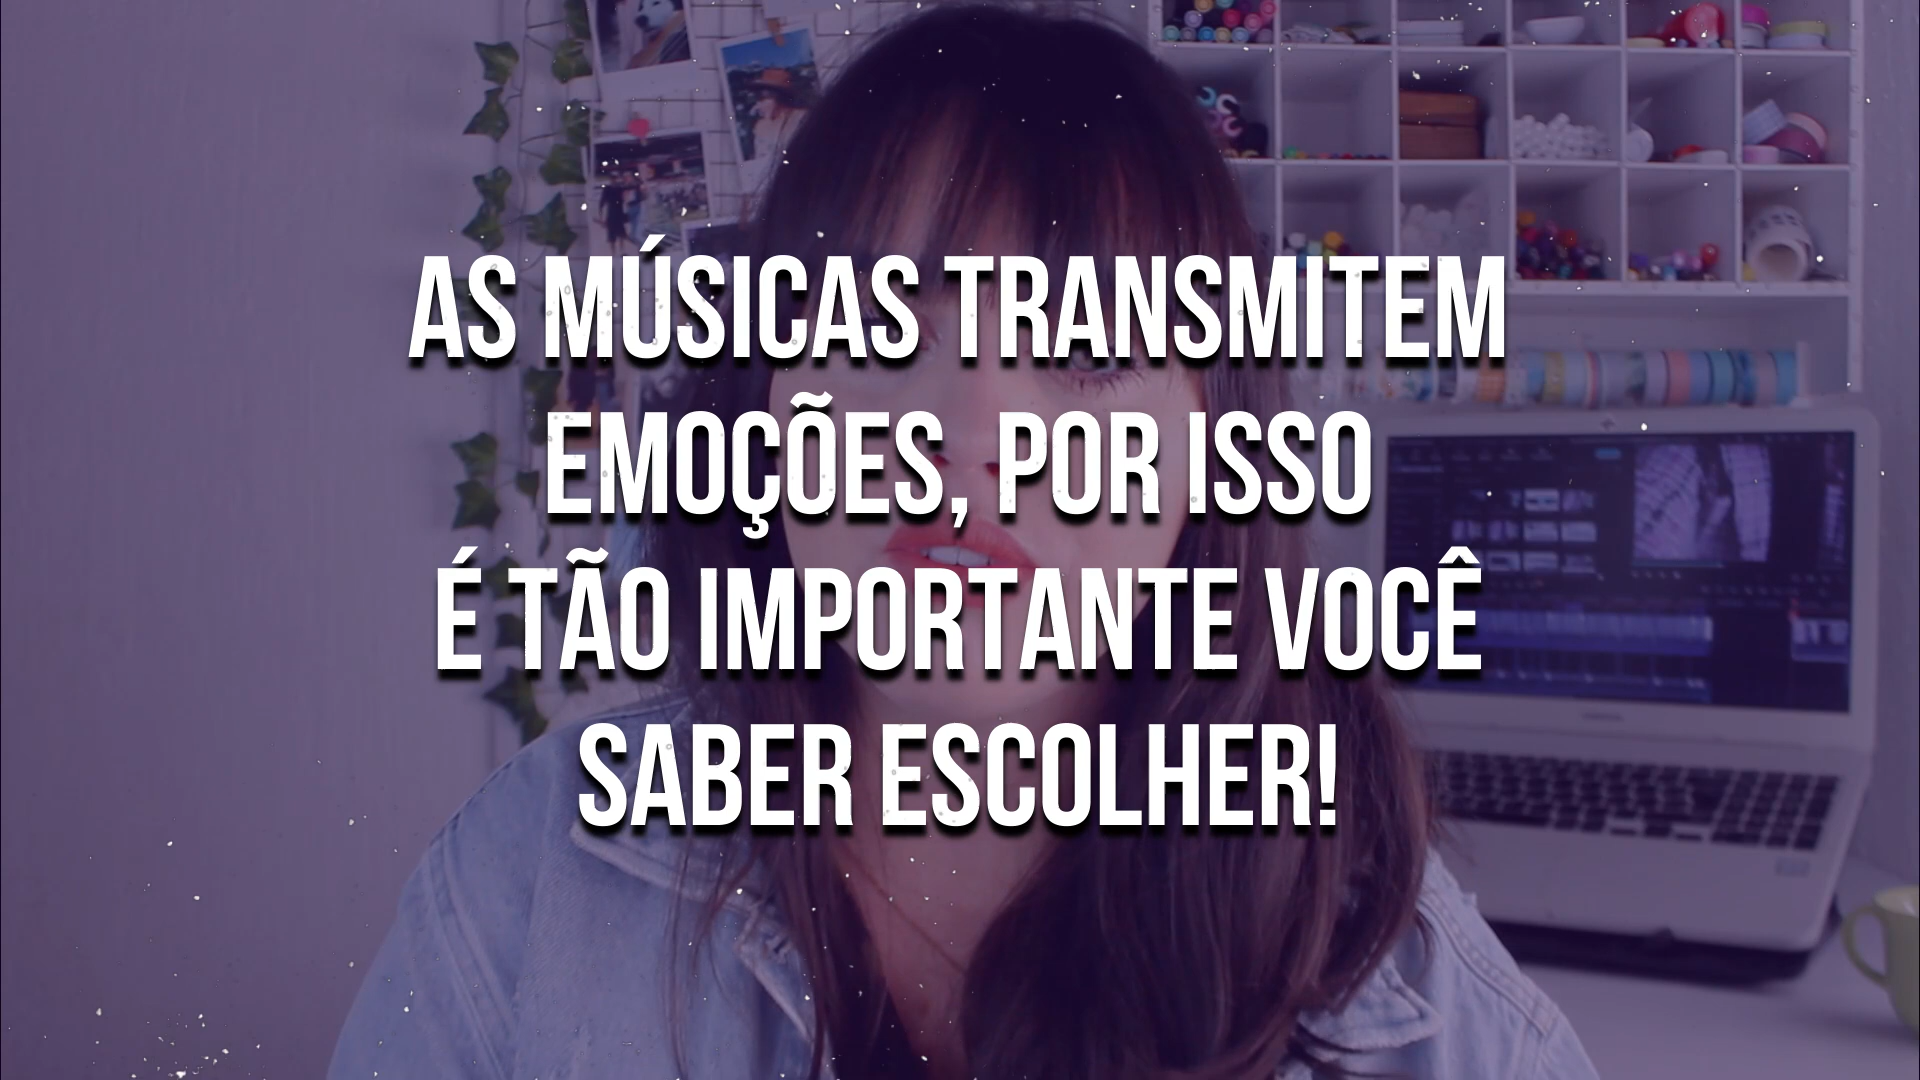 AS MÚSICAS TRANSMITEM
EMOÇÕES, POR ISSO
É TÃO IMPORTANTE VOCÊ
SABER ESCOLHER!